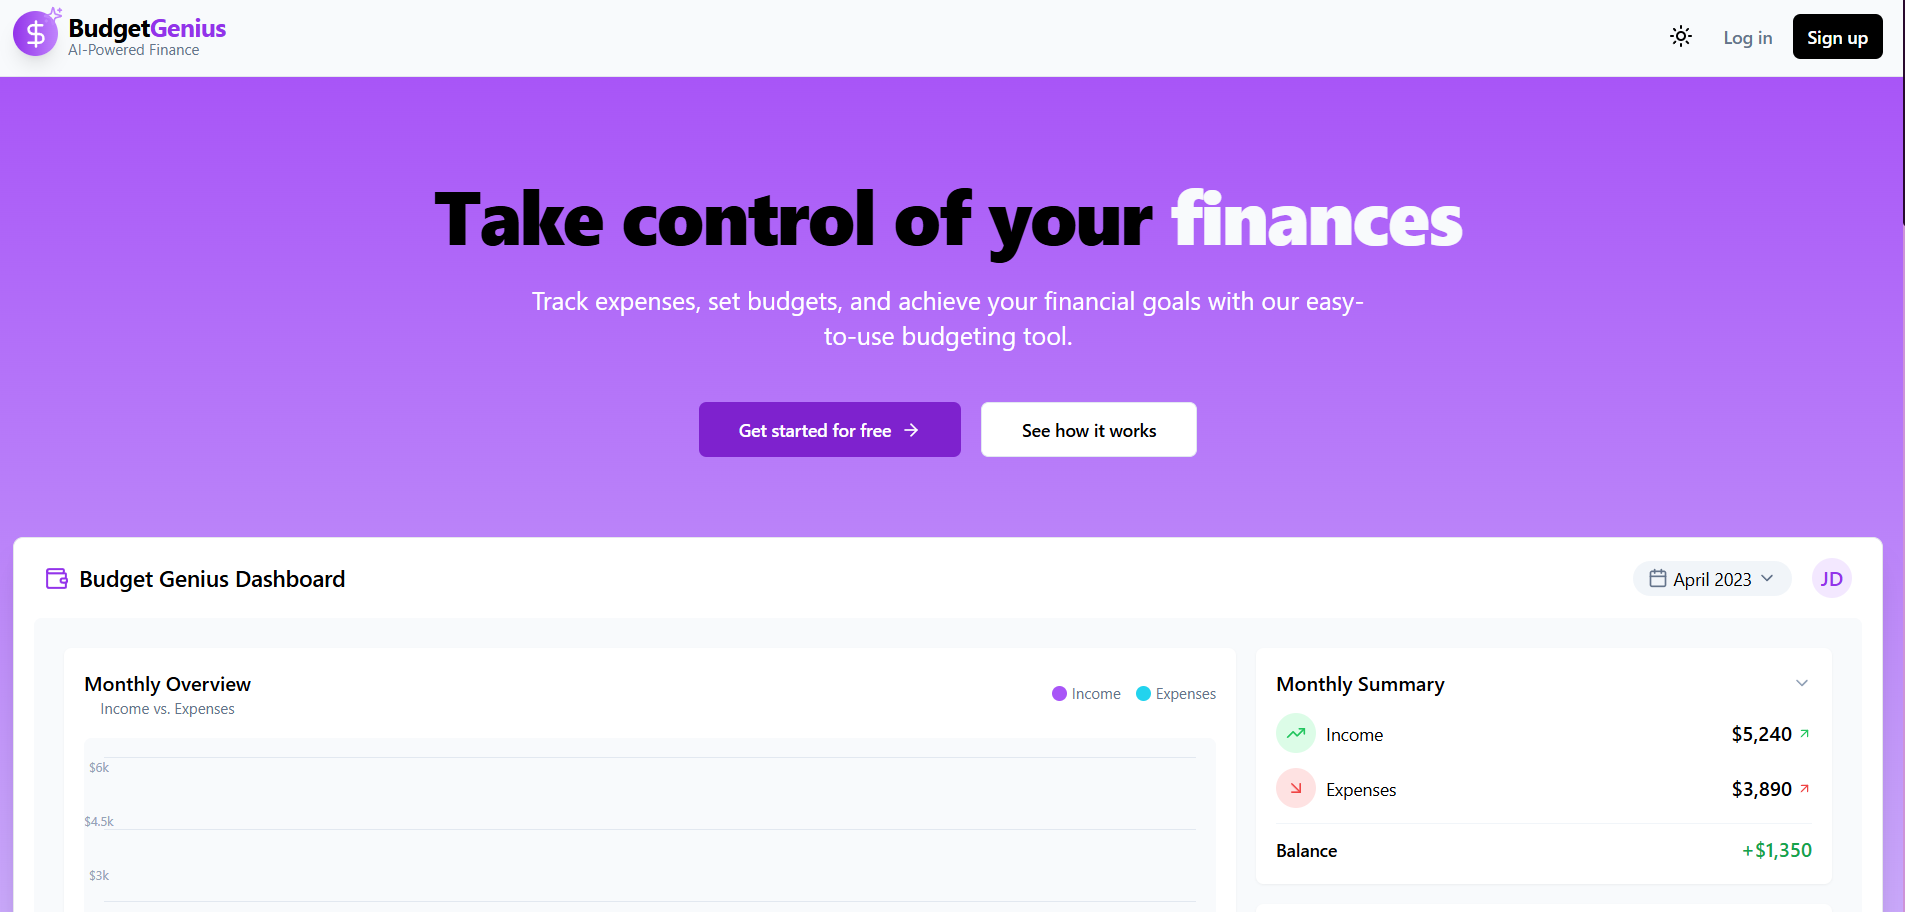 $
BudgetGenius
AI-Powered Finance
Log in
Sign up
Take control of your finances
Track expenses, set budgets, and achieve your financial goals with our easy-
to-use budgeting tool.
Get started for free
See how it works
Budget Genius Dashboard
April 2023
JD
Monthly Overview
Income vs. Expenses
Income
Expenses
$6k
$4.5k
$3k
Monthly Summary
Income
$5,240
Expenses
$3,890
Balance
+$1,350